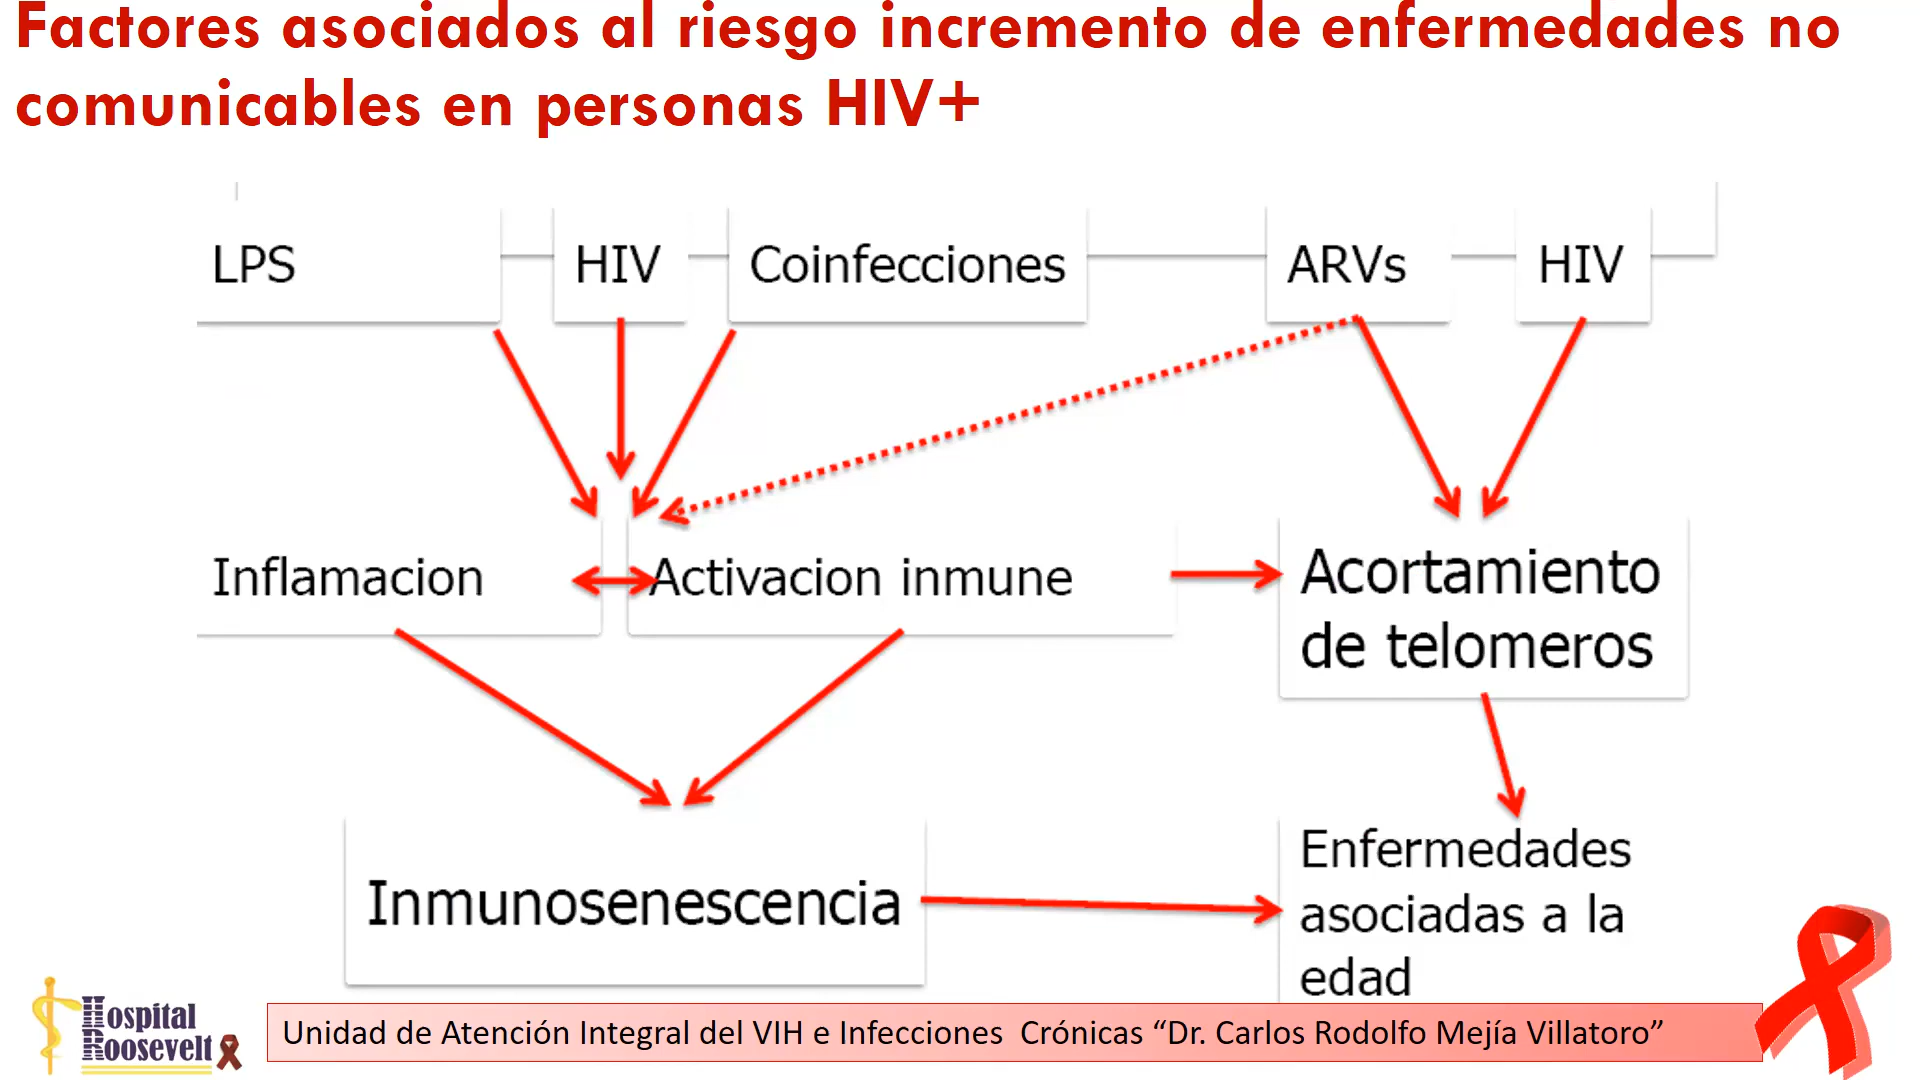 Factores asociados al riesgo incremento de enfermedades no
comunicables en personas HIV+
LPS
HIV
Coinfecciones
ARVs
HIV
Inflamacion
Activacion inmune
Acortamiento
de telomeros
Inmunosenescencia
Enfermedades
asociadas a la
edad
Hospital
Roosevelt
Unidad de Atención Integral del VIH e Infecciones  Crónicas “Dr. Carlos Rodolfo Mejía Villatoro”